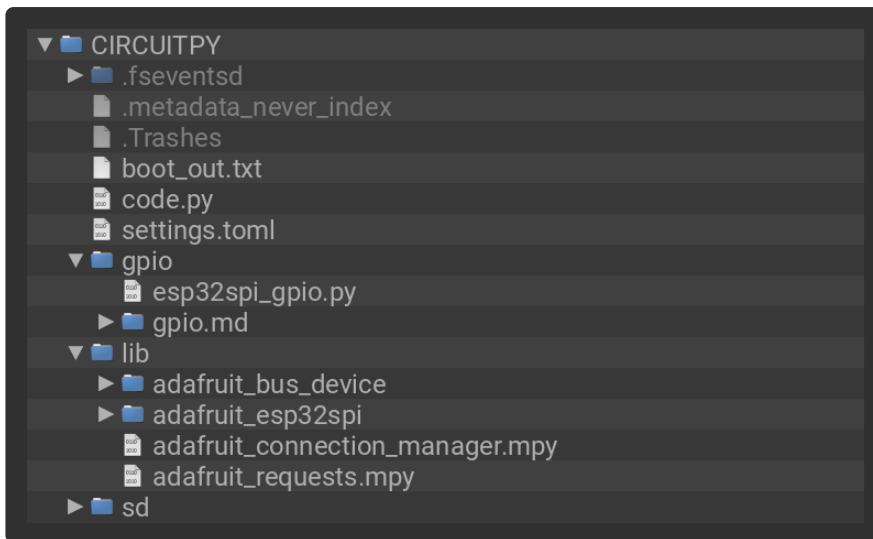 CIRCUITPY
.fseventsd
.metadata_never_index
.Trashes
boot_out.txt
code.py
settings.toml
gpio
esp32spi_gpio.py
gpio.md
lib
adafruit_bus_device
adafruit_esp32spi
adafruit_connection_manager.mpy
adafruit_requests.mpy
sd